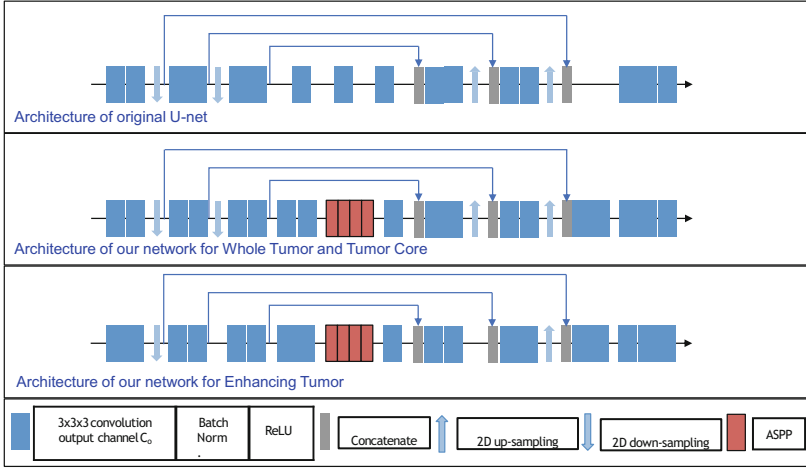 Architecture of original U-net
Architecture of our network for Whole Tumor and Tumor Core
Architecture of our network for Enhancing Tumor
3x3x3 convolution
output channel Cₒ
Batch
Norm
.
ReLU
Concatenate
2D up-sampling
2D down-sampling
ASPP